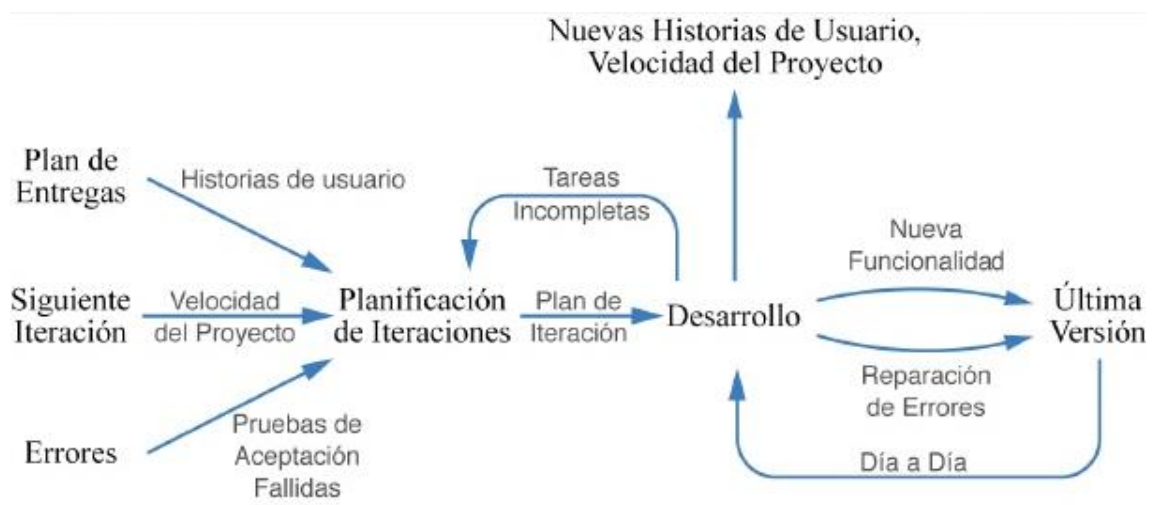 Nuevas Historias de Usuario,
Velocidad del Proyecto
Plan de
Entregas
Historias de usuario
Tareas
Incompletas
Nueva
Funcionalidad
Siguiente
Iteración
Velocidad
del Proyecto
Planificación
de Iteraciones
Plan de
Iteración
Desarrollo
Última
Versión
Reparación
de Errores
Errores
Pruebas de
Aceptación
Fallidas
Día a Día